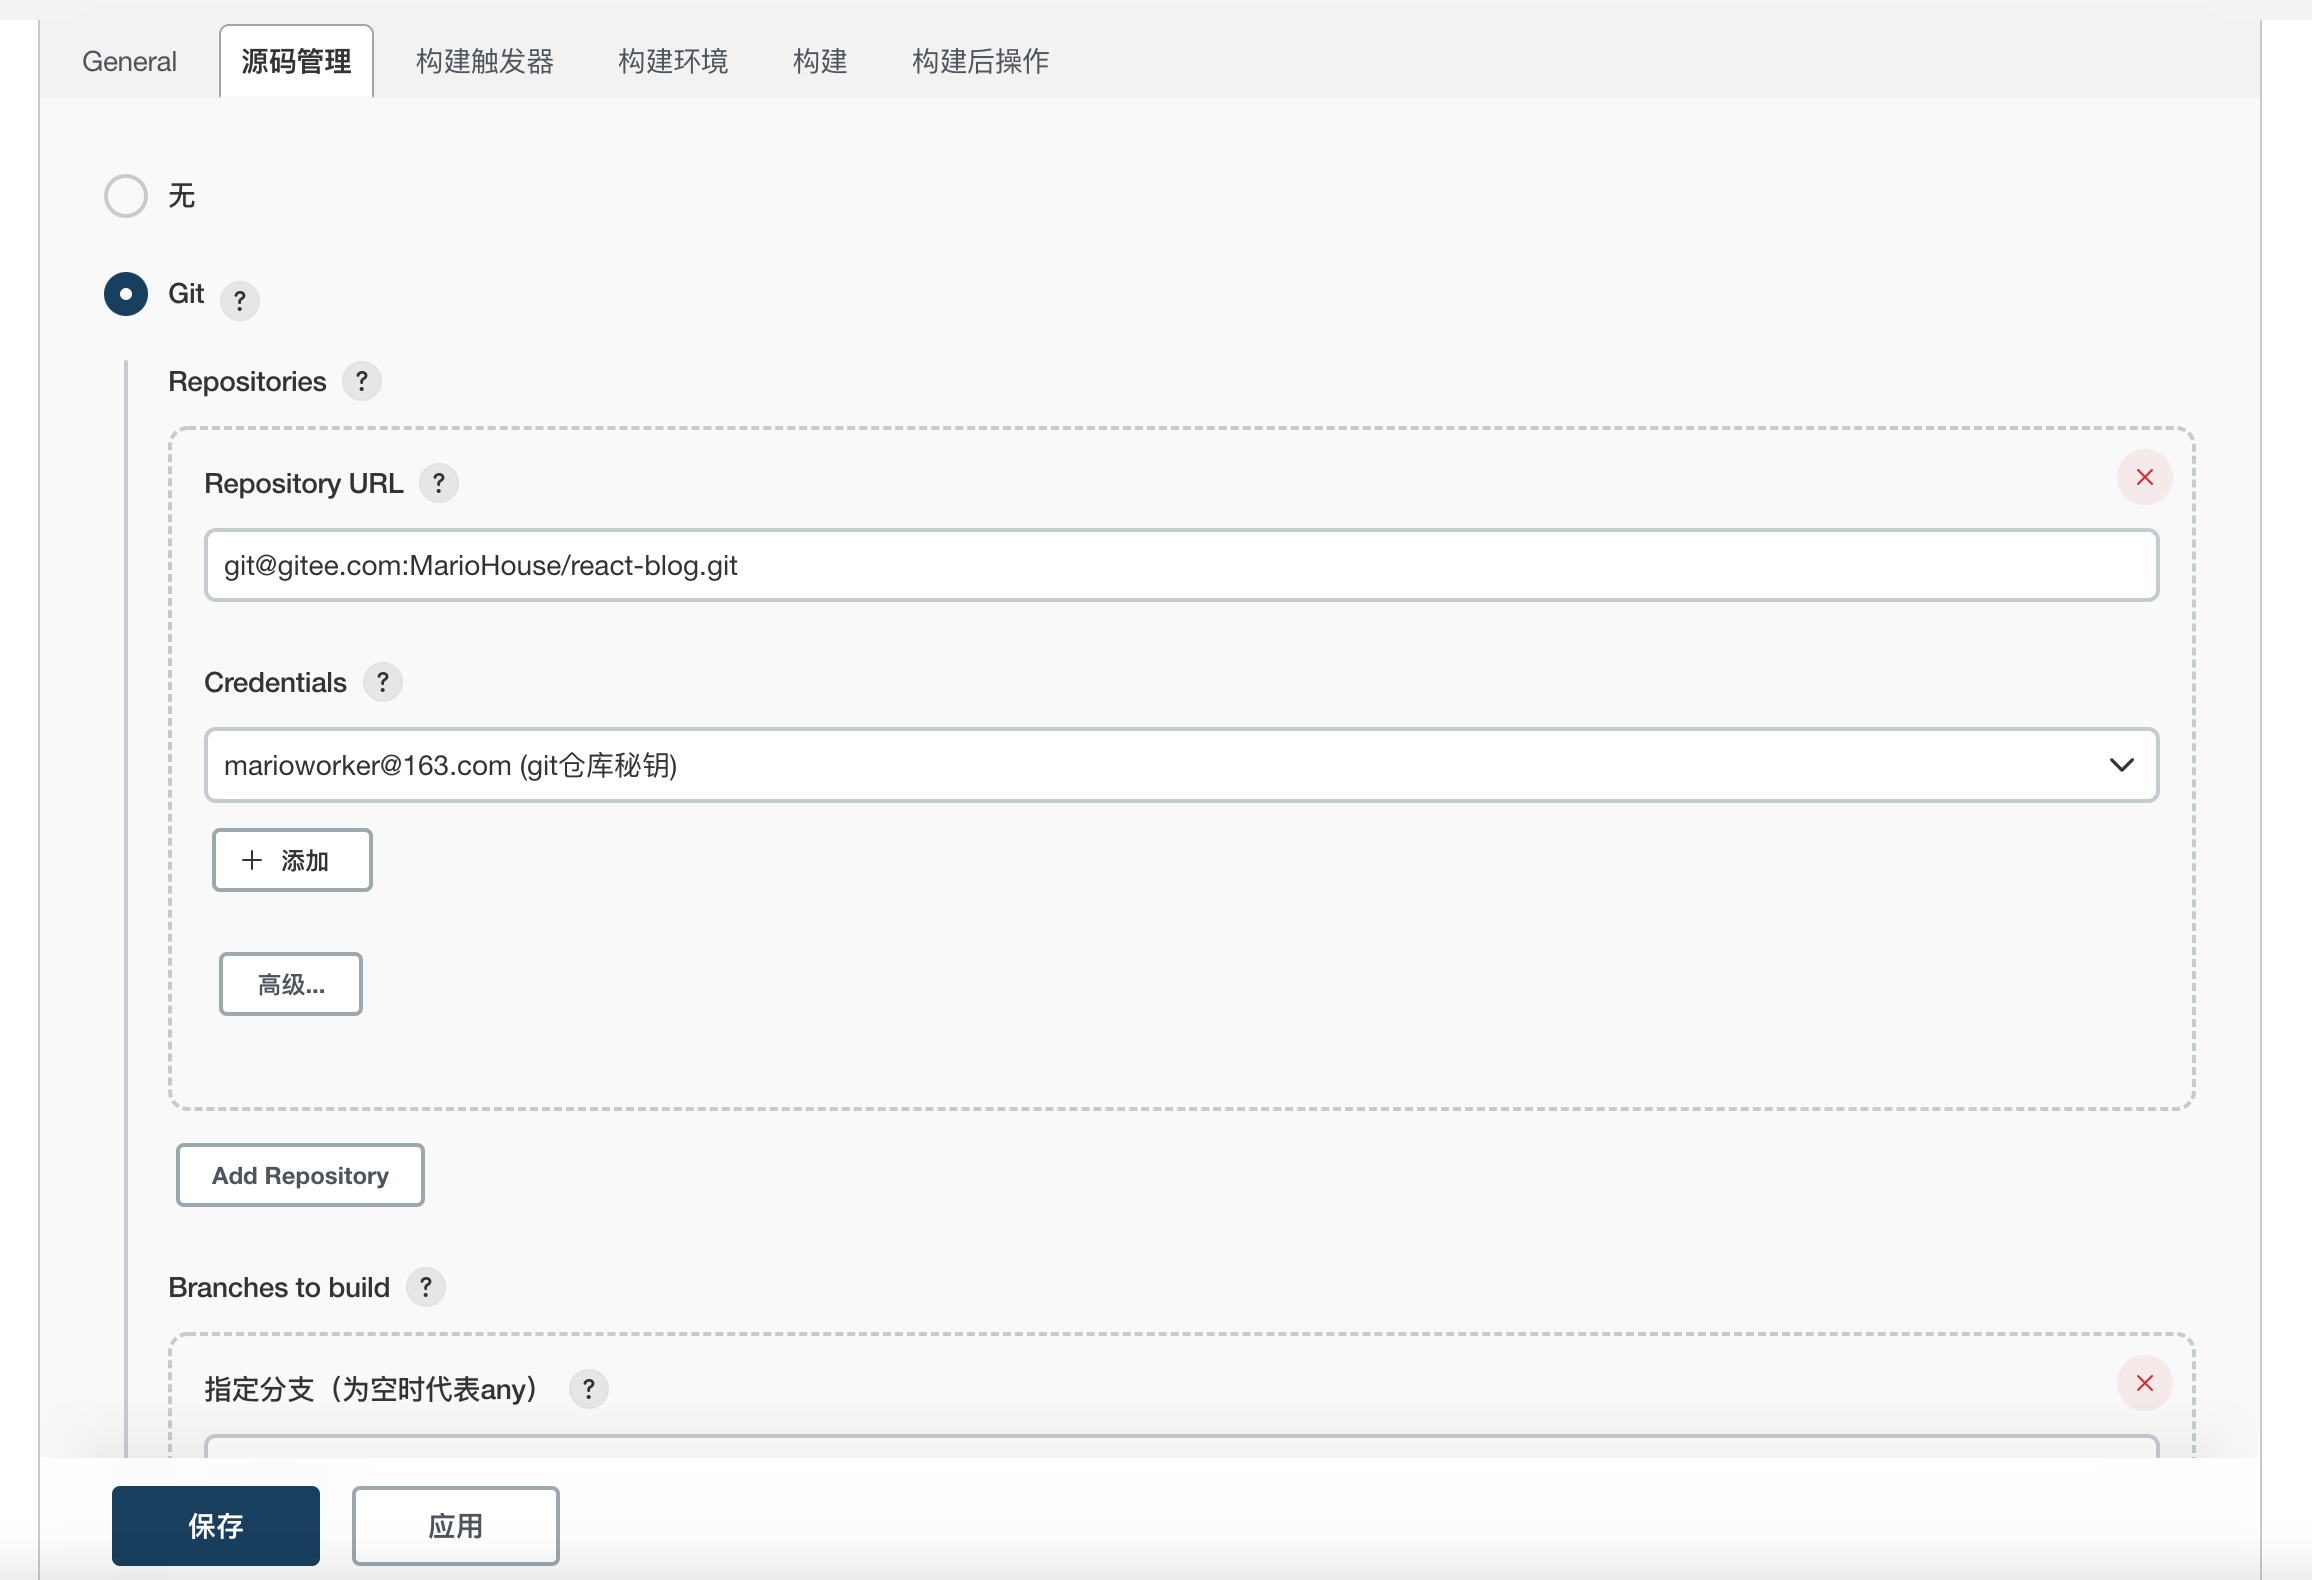 General 源码管理 构建触发器 构建环境 构建 构建后操作
无
Git ?
Repositories ?
Repository URL ?
git@gitee.com:MarioHouse/react-blog.git
Credentials ?
marioworker@163.com (git仓库秘钥)
添加
高级...
Add Repository
Branches to build ?
指定分支（为空时代表any） ?
保存 应用